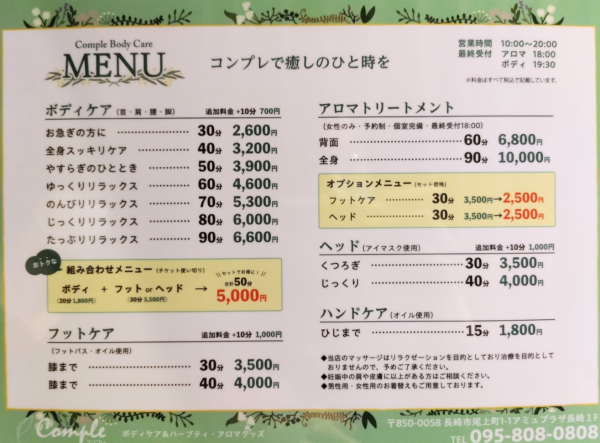 Comple Body Care
MENU
コンプレで癒しのひと時を
営業時間 10:00~20:00
最終受付 アロマ 18:00
ボディ 19:30
※料金はすべて税込で記載しています。
ボディケア (首・肩・腰・脚) 追加料金 +10分 700円
お急ぎの方に 30分 2,600円
全身スッキリケア 40分 3,200円
やすらぎのひととき 50分 3,900円
ゆっくりリラックス 60分 4,600円
のんびりリラックス 70分 5,300円
じっくりリラックス 80分 6,000円
たっぷりリラックス 90分 6,600円
おトクな
組み合わせメニュー (チケット使い切り)
セットでお得に!
ボディ + フット or ヘッド → 合計50分
(20分 1,800円) (30分 3,500円) 5,000円
フットケア 追加料金 +10分 1,000円
(フットバス・オイル使用)
膝まで 30分 3,500円
膝まで 40分 4,000円
アロマトリートメント
(女性のみ・予約制・個室完備・最終受付18:00)
背面 60分 6,800円
全身 90分 10,000円
オプションメニュー (セット価格)
フットケア 30分 3,500円→2,500円
ヘッド 30分 3,500円→2,500円
ヘッド (アイマスク使用) 追加料金 +10分 1,000円
くつろぎ 30分 3,500円
じっくり 40分 4,000円
ハンドケア (オイル使用)
ひじまで 15分 1,800円
◆当店のマッサージはリラクゼーションを目的としており治療を目的として
おりませんので、予めご了承ください。
◆妊娠中の肩や皮膚に以上がある方はご相談ください。
◆男性用・女性用のお着替えもご用意しております。
Comple ボディケア&ハーブティ・アロマグッズ
〒850-0058 長崎市尾上町1-1アミュプラザ長崎1F
TEL 095-808-0808